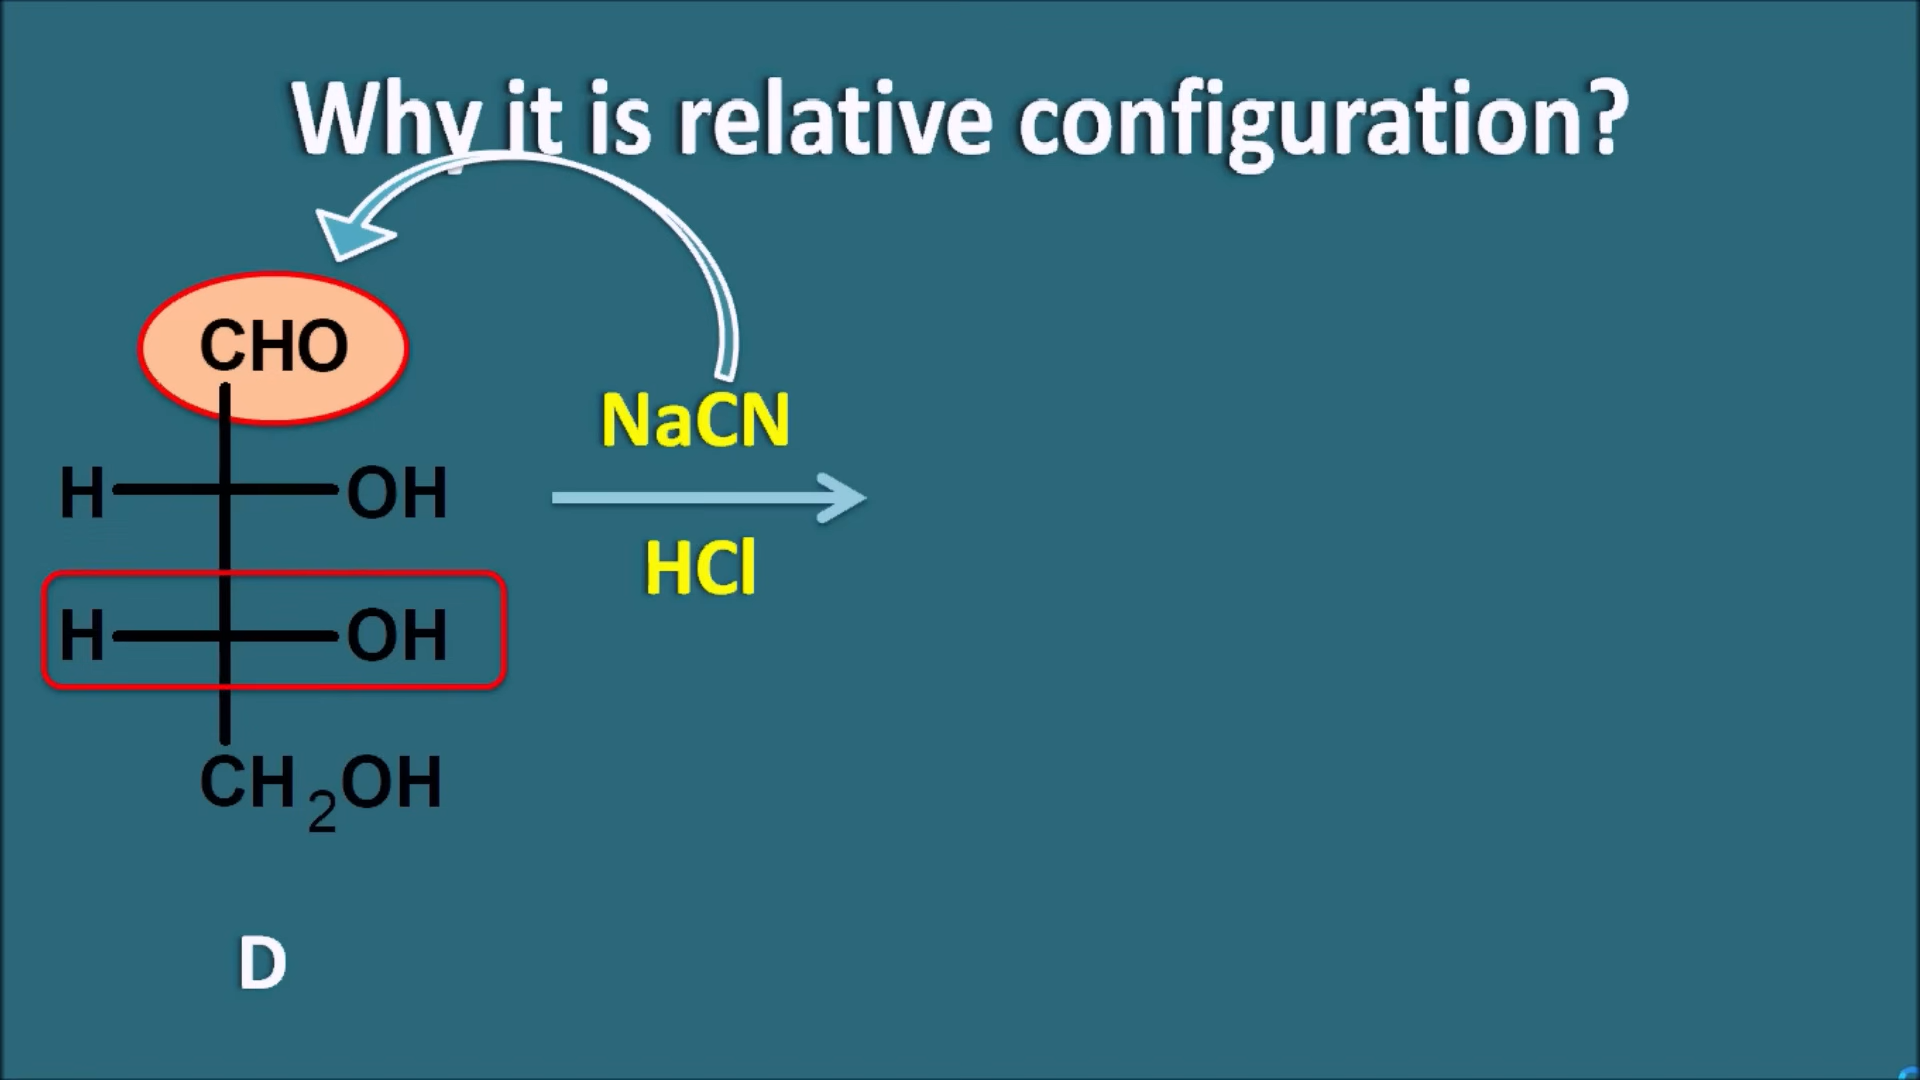 Why it is relative configuration?
CHO
NaCN
H OH
HCl
H OH
CH2OH
D